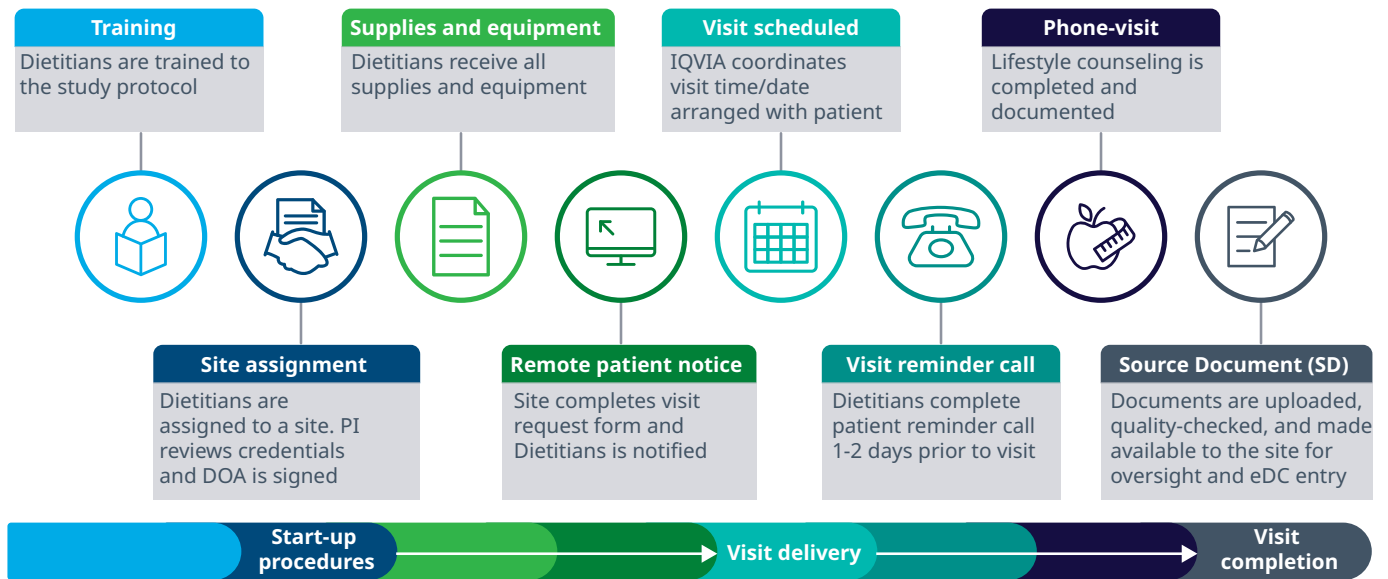 Training
Dietitians are trained to
the study protocol
Supplies and equipment
Dietitians receive all
supplies and equipment
Visit scheduled
IQVIA coordinates
visit time/date
arranged with patient
Phone-visit
Lifestyle counseling is
completed and
documented
Site assignment
Dietitians are
assigned to a site. PI
reviews credentials
and DOA is signed
Remote patient notice
Site completes visit
request form and
Dietitians is notified
Visit reminder call
Dietitians complete
patient reminder call
1-2 days prior to visit
Source Document (SD)
Documents are uploaded,
quality-checked, and made
available to the site for
oversight and eDC entry
Start-up
procedures
Visit delivery
Visit
completion